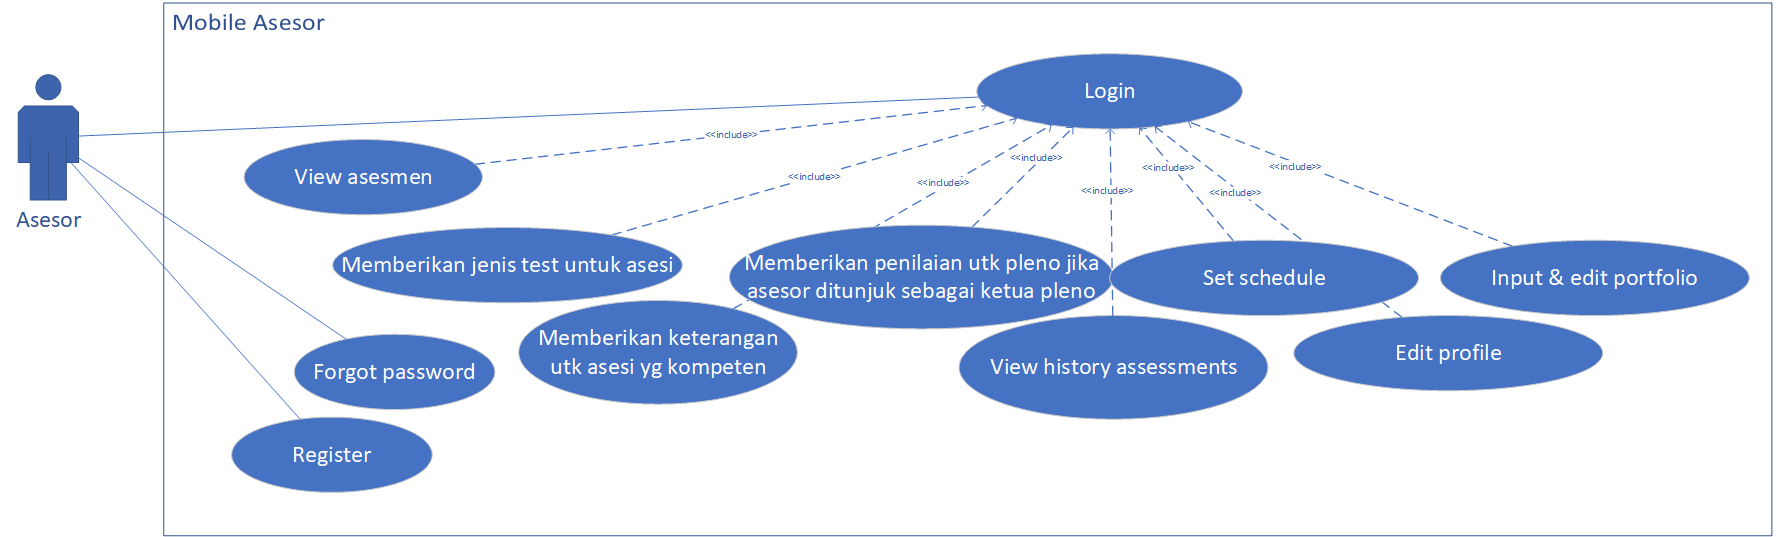 Mobile Asesor
Login
<<include>>
<<include>>
<<include>>
<<include>>
<<include>>
<<include>>
<<include>>
<<include>>
View asesmen
Asesor
Memberikan jenis test untuk asesi
Memberikan penilaian utk pleno jika
asesor ditunjuk sebagai ketua pleno
Set schedule
Input & edit portfolio
Memberikan keterangan
utk asesi yg kompeten
View history assessments
Edit profile
Forgot password
Register